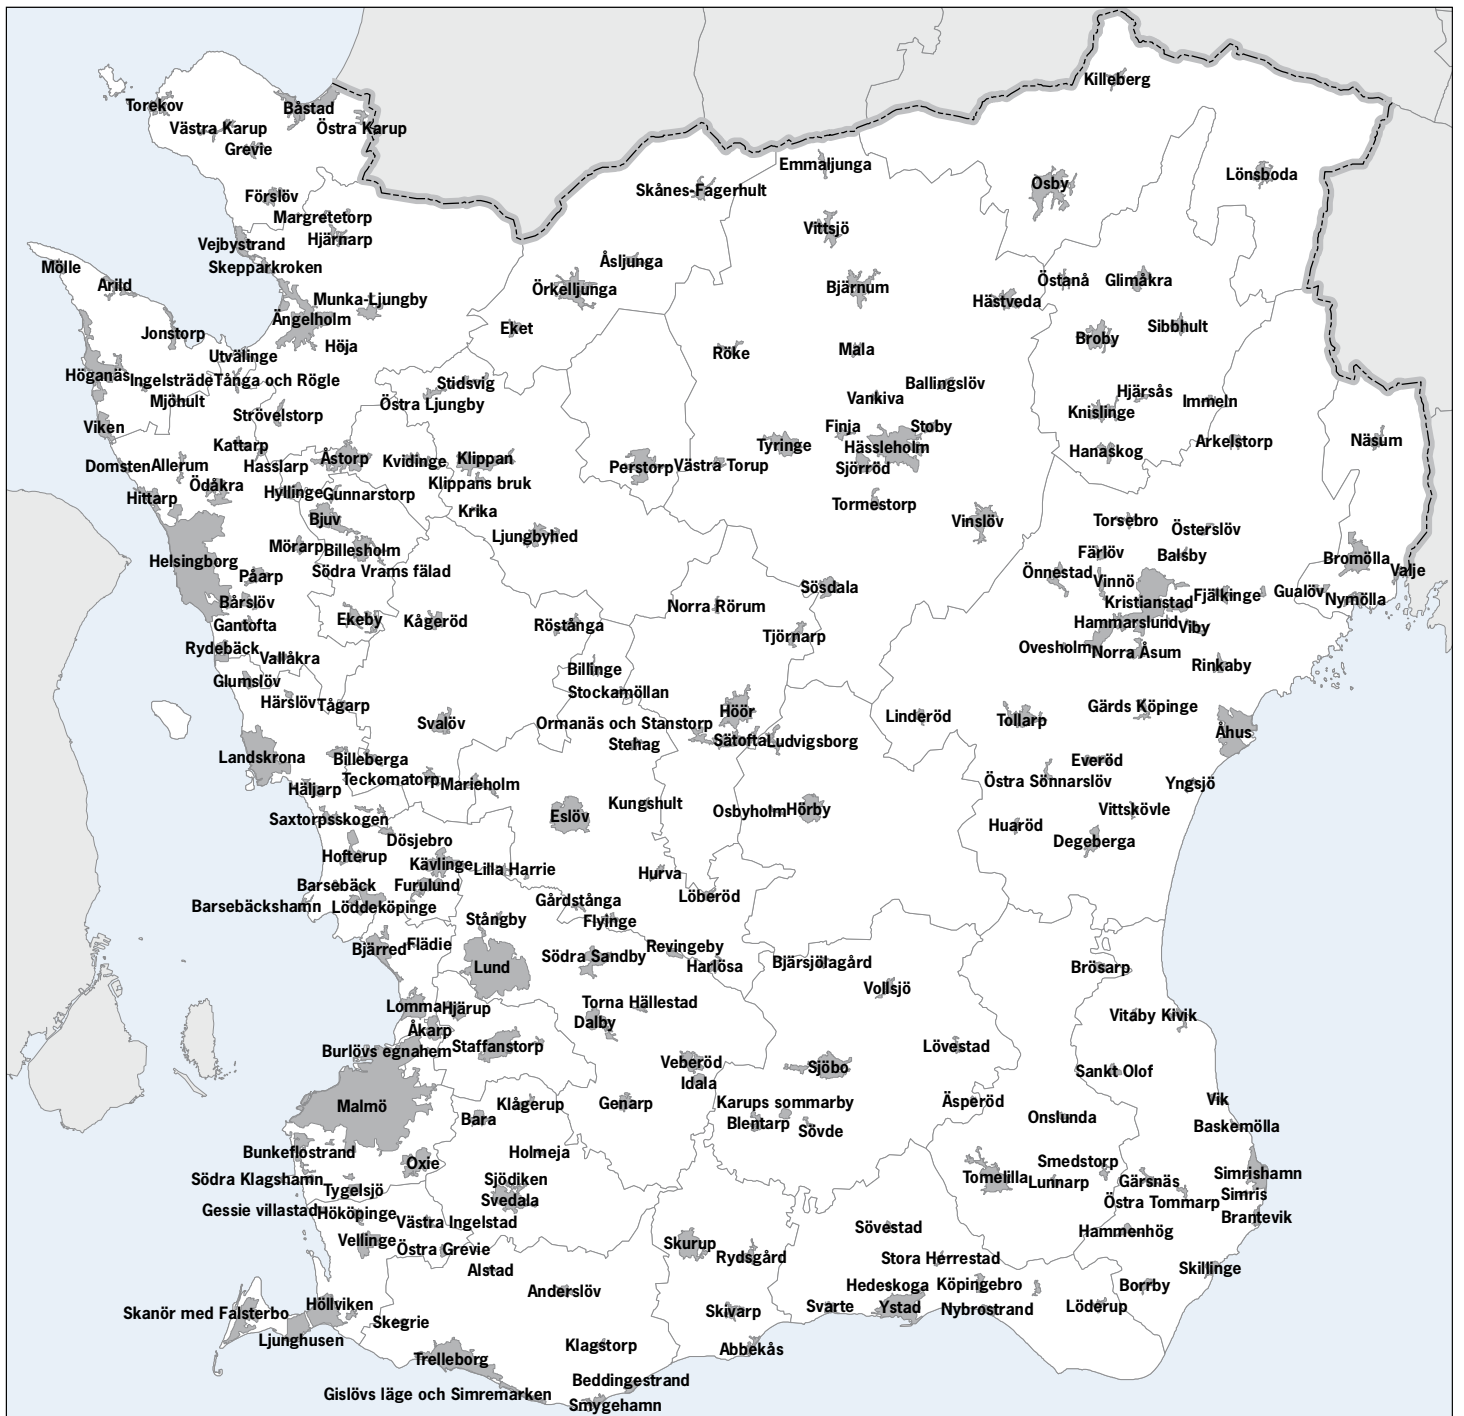 Killeberg
Torekov
Båstad
Västra Karup
Östra Karup
Grevie
Emmaljunga
Skånes-Fagerhult
Lönsboda
Osby
Förslöv
Margretetorp
Hjärnarp
Vejbystrand
Skepparkroken
Vittsjö
Åsljunga
Mölle
Arild
Örkelljunga
Bjärnum
Östanå
Glimåkra
Munka-Ljungby
Ängelholm
Hästveda
Jonstorp
Eket
Broby
Sibbhult
Höja
Utvälinge
Röke
Mala
Höganäs
Ingelsträde
Tånga och Rögle
Stidsvig
Ballingslöv
Mjöhult
Östra Ljungby
Vankiva
Hjärsås
Immeln
Strövelstorp
Knislinge
Viken
Finja
Stoby
Kattarp
Tyringe
Hässleholm
Hanaskog
Arkelstorp
Näsum
Domsten
Allerum
Hasslarp
Åstorp
Kvidinge
Klippan
Perstorp
Västra Torup
Sjörröd
Ödåkra
Klippans bruk
Hittarp
Hyllinge
Gunnarstorp
Krika
Tormestorp
Bjuv
Vinslöv
Torsebro
Österslöv
Ljungbyhed
Mörarp
Billesholm
Färlöv
Balsby
Bromölla
Helsingborg
Södra Vrams fälad
Önnestad
Valje
Påarp
Vinnö
Sösdala
Fjälkinge
Gualöv
Nymölla
Bårslöv
Kristianstad
Norra Rörum
Gantofta
Ekeby
Kågeröd
Röstånga
Hammarslund
Viby
Tjörnarp
Rydebäck
Vallåkra
Ovesholm
Norra Åsum
Rinkaby
Billinge
Glumslöv
Stockamöllan
Härslöv
Tågarp
Höör
Gärds Köpinge
Svalöv
Ormanäs och Stanstorp
Linderöd
Tollarp
Åhus
Stehag
Sätofta
Ludvigsborg
Landskrona
Billeberga
Everöd
Teckomatorp
Marieholm
Östra Sönnarslöv
Yngsjö
Häljarp
Kungshult
Osbyholm
Hörby
Vittskövle
Saxtorpsskogen
Eslöv
Huaröd
Dösjebro
Degeberga
Hofterup
Kävlinge
Lilla Harrie
Hurva
Barsebäck
Furulund
Löberöd
Barsebäckshamn
Löddeköpinge
Gårdstånga
Stångby
Flyinge
Bjärred
Flädie
Revingeby
Södra Sandby
Lund
Harlösa
Bjärsjölagård
Brösarp
Vollsjö
Lomma
Hjärup
Torna Hällestad
Vitaby
Kivik
Åkarp
Dalby
Burlövs egnahem
Staffanstorp
Lövestad
Veberöd
Sjöbo
Sankt Olof
Idala
Malmö
Klågerup
Genarp
Karups sommarby
Äsperöd
Vik
Bara
Blentarp
Sövde
Onslunda
Baskemölla
Bunkeflostrand
Oxie
Holmeja
Smedstorp
Södra Klagshamn
Tygelsjö
Sjödiken
Tomelilla
Lunnarp
Gärsnäs
Simrishamn
Svedala
Östra Tommarp
Simris
Gessie villastad
Hököpinge
Västra Ingelstad
Brantevik
Sövestad
Hammenhög
Vellinge
Östra Grevie
Skurup
Rydsgård
Stora Herrestad
Alstad
Skillinge
Anderslöv
Hedeskoga
Köpingebro
Borrby
Skanör med Falsterbo
Höllviken
Skivarp
Svarte
Ystad
Nybrostrand
Löderup
Skegrie
Ljunghusen
Klagstorp
Abbekås
Trelleborg
Beddingestrand
Gislövs läge och Simremarken
Smygehamn